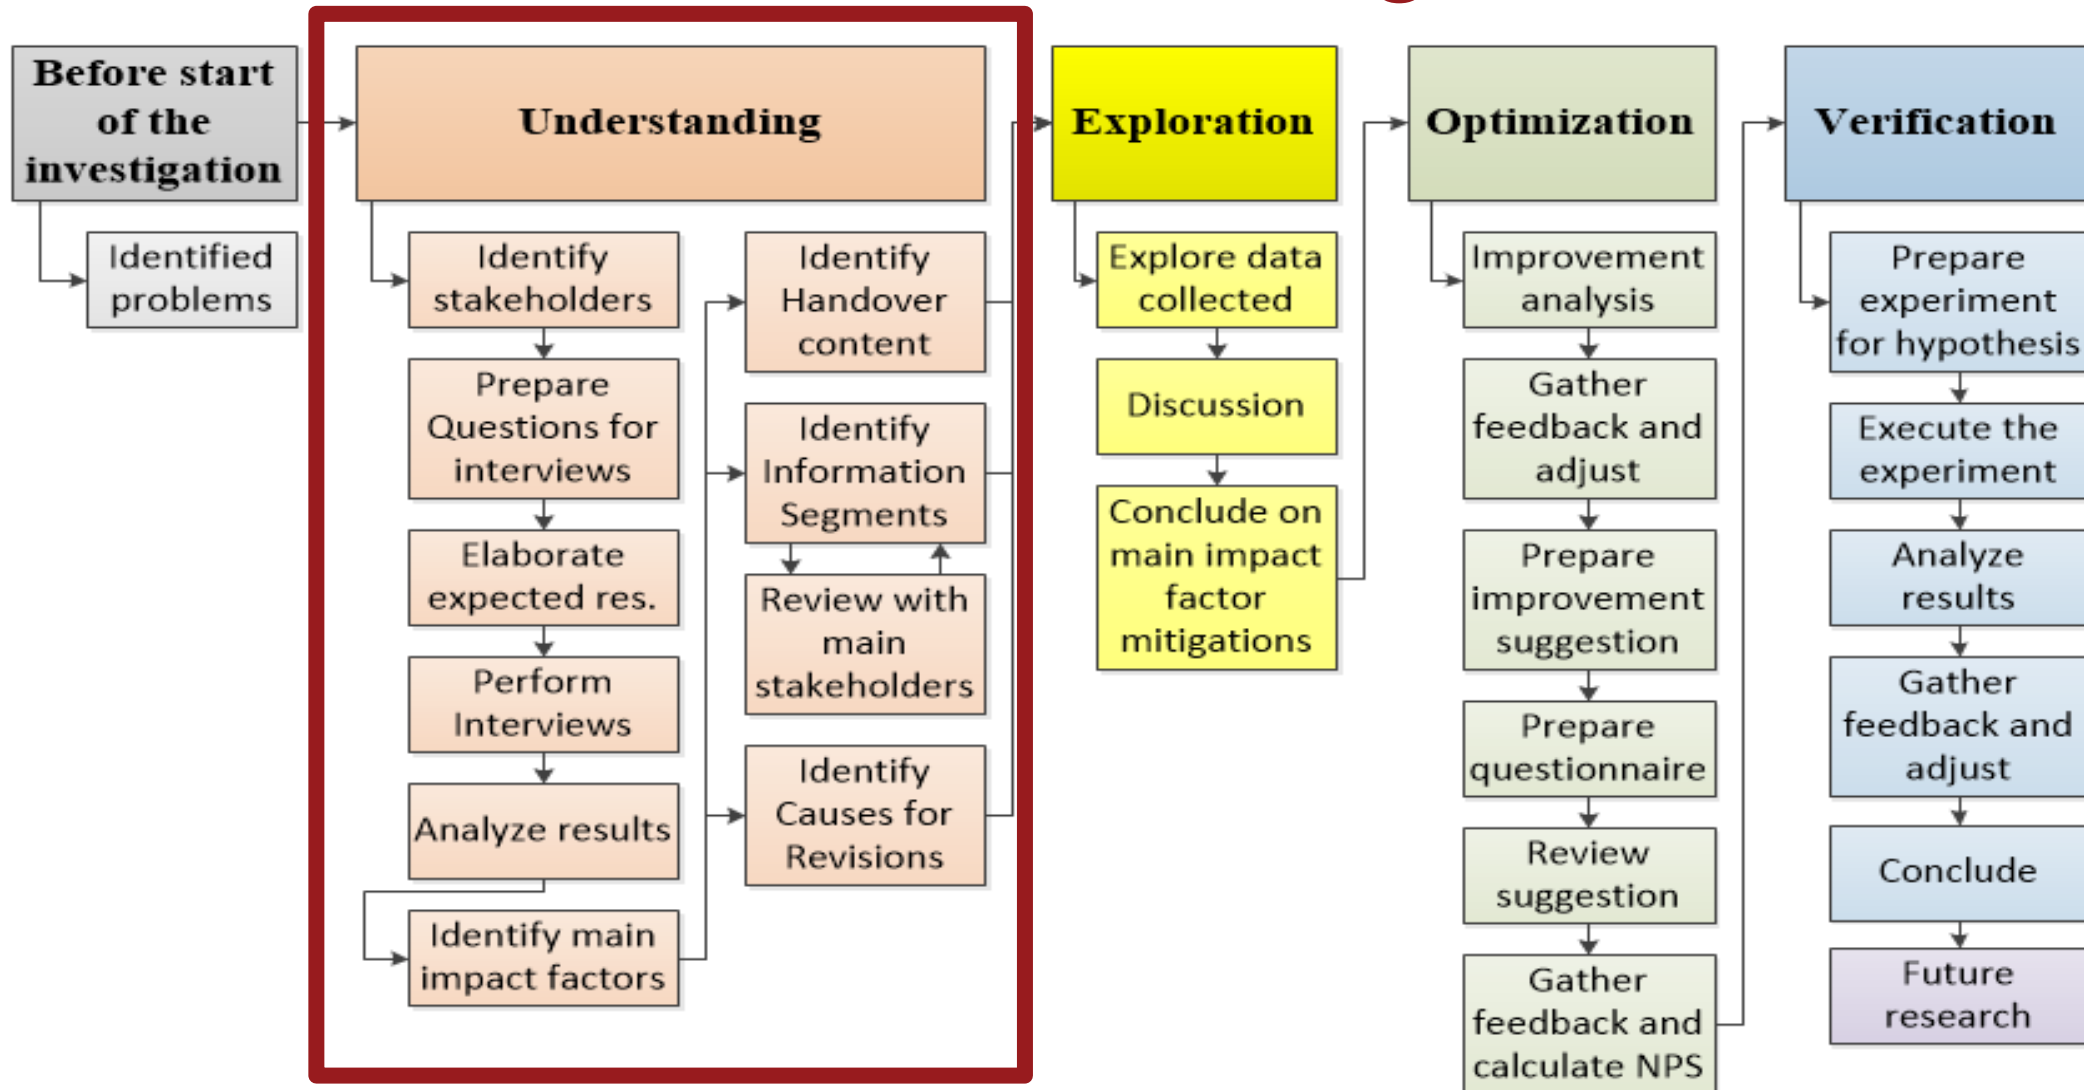 Before start
of the
investigation
Identified
problems
Understanding
Identify
stakeholders
Prepare
Questions for
interviews
Elaborate
expected res.
Perform
Interviews
Analyze results
Identify main
impact factors
Identify
Handover
content
Identify
Information
Segments
Review with
main
stakeholders
Identify
Causes for
Revisions
Exploration
Explore data
collected
Discussion
Conclude on
main impact
factor
mitigations
Optimization
Improvement
analysis
Gather
feedback and
adjust
Prepare
improvement
suggestion
Prepare
questionnaire
Review
suggestion
Gather
feedback and
calculate NPS
Verification
Prepare
experiment
for hypothesis
Execute the
experiment
Analyze
results
Gather
feedback and
adjust
Conclude
Future
research